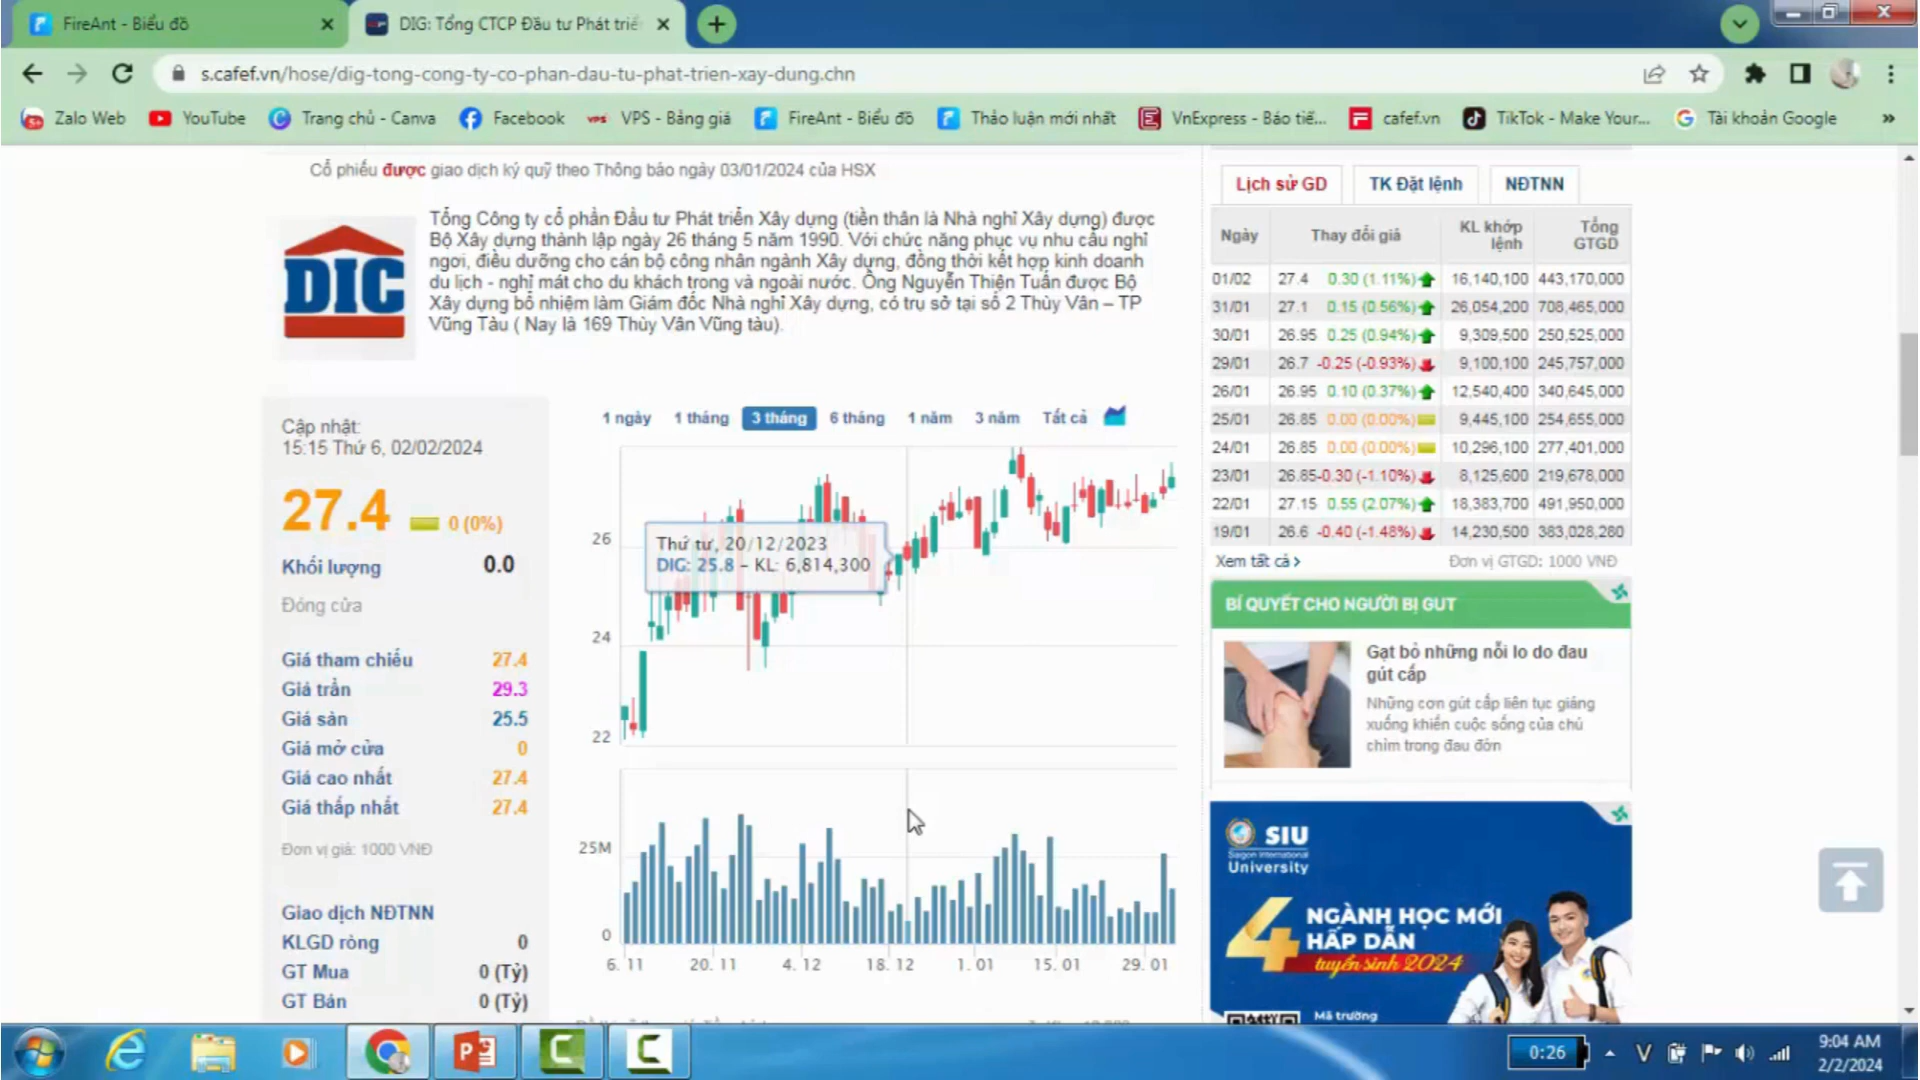 FireAnt - Biểu đồ
DIG: Tổng CTCP Đầu tư Phát triể
s.cafef.vn/hose/dig-tong-cong-ty-co-phan-dau-tu-phat-trien-xay-dung.chn
Zalo Web
YouTube
Trang chủ - Canva
Facebook
VPS - Bảng giá
FireAnt - Biểu đồ
Thảo luận mới nhất
VnExpress - Báo tiế...
cafef.vn
TikTok - Make Your...
Tài khoản Google
»
Cổ phiếu được giao dịch ký quỹ theo Thông báo ngày 03/01/2024 của HSX
DIC
Tổng Công ty cổ phần Đầu tư Phát triển Xây dựng (tiền thân là Nhà nghỉ Xây dựng) được
Bộ Xây dựng thành lập ngày 26 tháng 5 năm 1990. Với chức năng phục vụ nhu cầu nghỉ
ngơi, điều dưỡng cho cán bộ công nhân ngành Xây dựng, đồng thời kết hợp kinh doanh
du lịch - nghỉ mát cho du khách trong và ngoài nước. Ông Nguyễn Thiện Tuấn được Bộ
Xây dựng bổ nhiệm làm Giám đốc Nhà nghỉ Xây dựng, có trụ sở tại số 2 Thùy Vân – TP
Vũng Tàu ( Nay là 169 Thùy Vân Vũng tàu).
Cập nhật:
15:15 Thứ 6, 02/02/2024
27.4 0 (0%)
Khối lượng 0.0
Đóng cửa
Giá tham chiếu 27.4
Giá trần 29.3
Giá sàn 25.5
Giá mở cửa 0
Giá cao nhất 27.4
Giá thấp nhất 27.4
Đơn vị giá: 1000 VNĐ
Giao dịch NĐTNN
KLGD ròng 0
GT Mua 0 (Tỷ)
GT Bán 0 (Tỷ)
1 ngày 1 tháng 3 tháng 6 tháng 1 năm 3 năm Tất cả
26
24
22
Thứ tư, 20/12/2023
DIG: 25.8 – KL: 6,814,300
25M
0
6. 11 20. 11 4. 12 18. 12 1. 01 15. 01 29. 01
Lịch sử GD TK Đặt lệnh NĐTNN
Ngày Thay đổi giá KL khớp lệnh Tổng GTGD
01/02 27.4 0.30 (1.11%) 16,140,100 443,170,000
31/01 27.1 0.15 (0.56%) 26,054,200 708,465,000
30/01 26.95 0.25 (0.94%) 9,309,500 250,525,000
29/01 26.7 -0.25 (-0.93%) 9,100,100 245,757,000
26/01 26.95 0.10 (0.37%) 12,540,400 340,645,000
25/01 26.85 0.00 (0.00%) 9,445,100 254,655,000
24/01 26.85 0.00 (0.00%) 10,296,100 277,401,000
23/01 26.85 -0.30 (-1.10%) 8,125,600 219,678,000
22/01 27.15 0.55 (2.07%) 18,383,700 491,950,000
19/01 26.6 -0.40 (-1.48%) 14,230,500 383,028,280
Xem tất cả > Đơn vị GTGD: 1000 VNĐ
BÍ QUYẾT CHO NGƯỜI BỊ GUT
Gạt bỏ những nỗi lo do đau
gút cấp
Những cơn gút cấp liên tục giáng
xuống khiến cuộc sống của chú
chìm trong đau đớn
SIU
Saigon International
University
4 NGÀNH HỌC MỚI
HẤP DẪN
tuyển sinh 2024
Mã trường
0:26
V
9:04 AM
2/2/2024